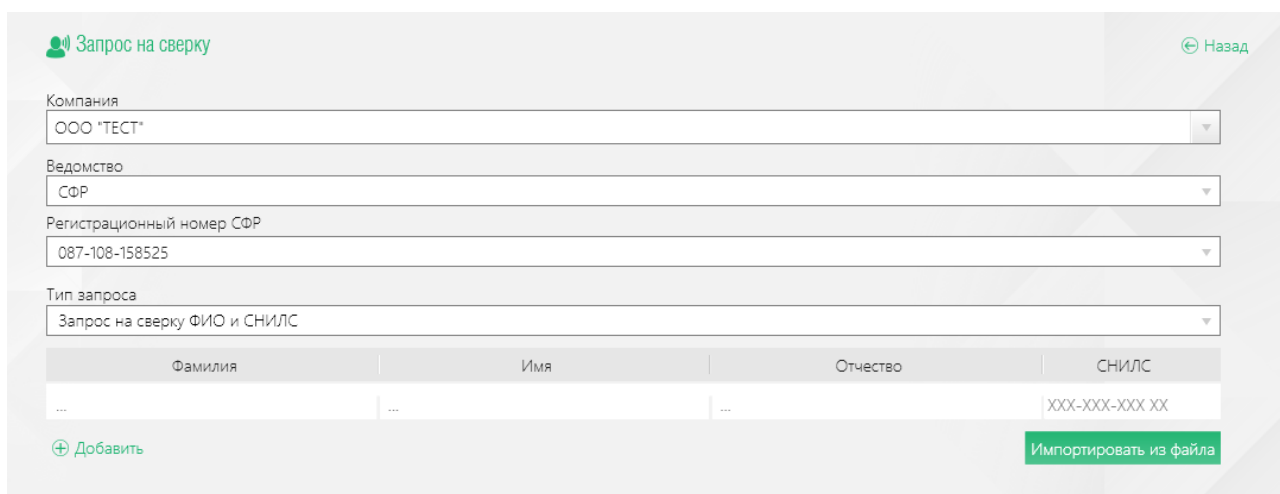 Запрос на сверку
Назад
Компания
ООО "ТЕСТ"
Ведомство
СФР
Регистрационный номер СФР
087-108-158525
Тип запроса
Запрос на сверку ФИО и СНИЛС
Фамилия Имя Отчество СНИЛС
... ... ... XXX-XXX-XXX XX
Добавить
Импортировать из файла